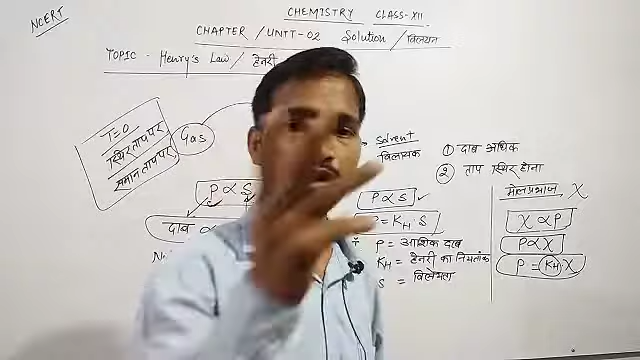 NCERT
CHEMISTRY CLASS-XII
CHAPTER / UNIT-02 Solution / विलयन
TOPIC - Henry's Law / हेनरी
T=0
स्थिर ताप पर
समान ताप पर
Gas
P ∝ S
दाब ∝
solvent
विलायक
P ∝ S
P = KH · S
P = आंशिक दाब
KH = हेनरी का नियतांक
S = विलेयता
① दाब अधिक
② ताप स्थिर होना
मोलप्रभाज χ
χ ∝ P
P ∝ χ
P = KH · χ